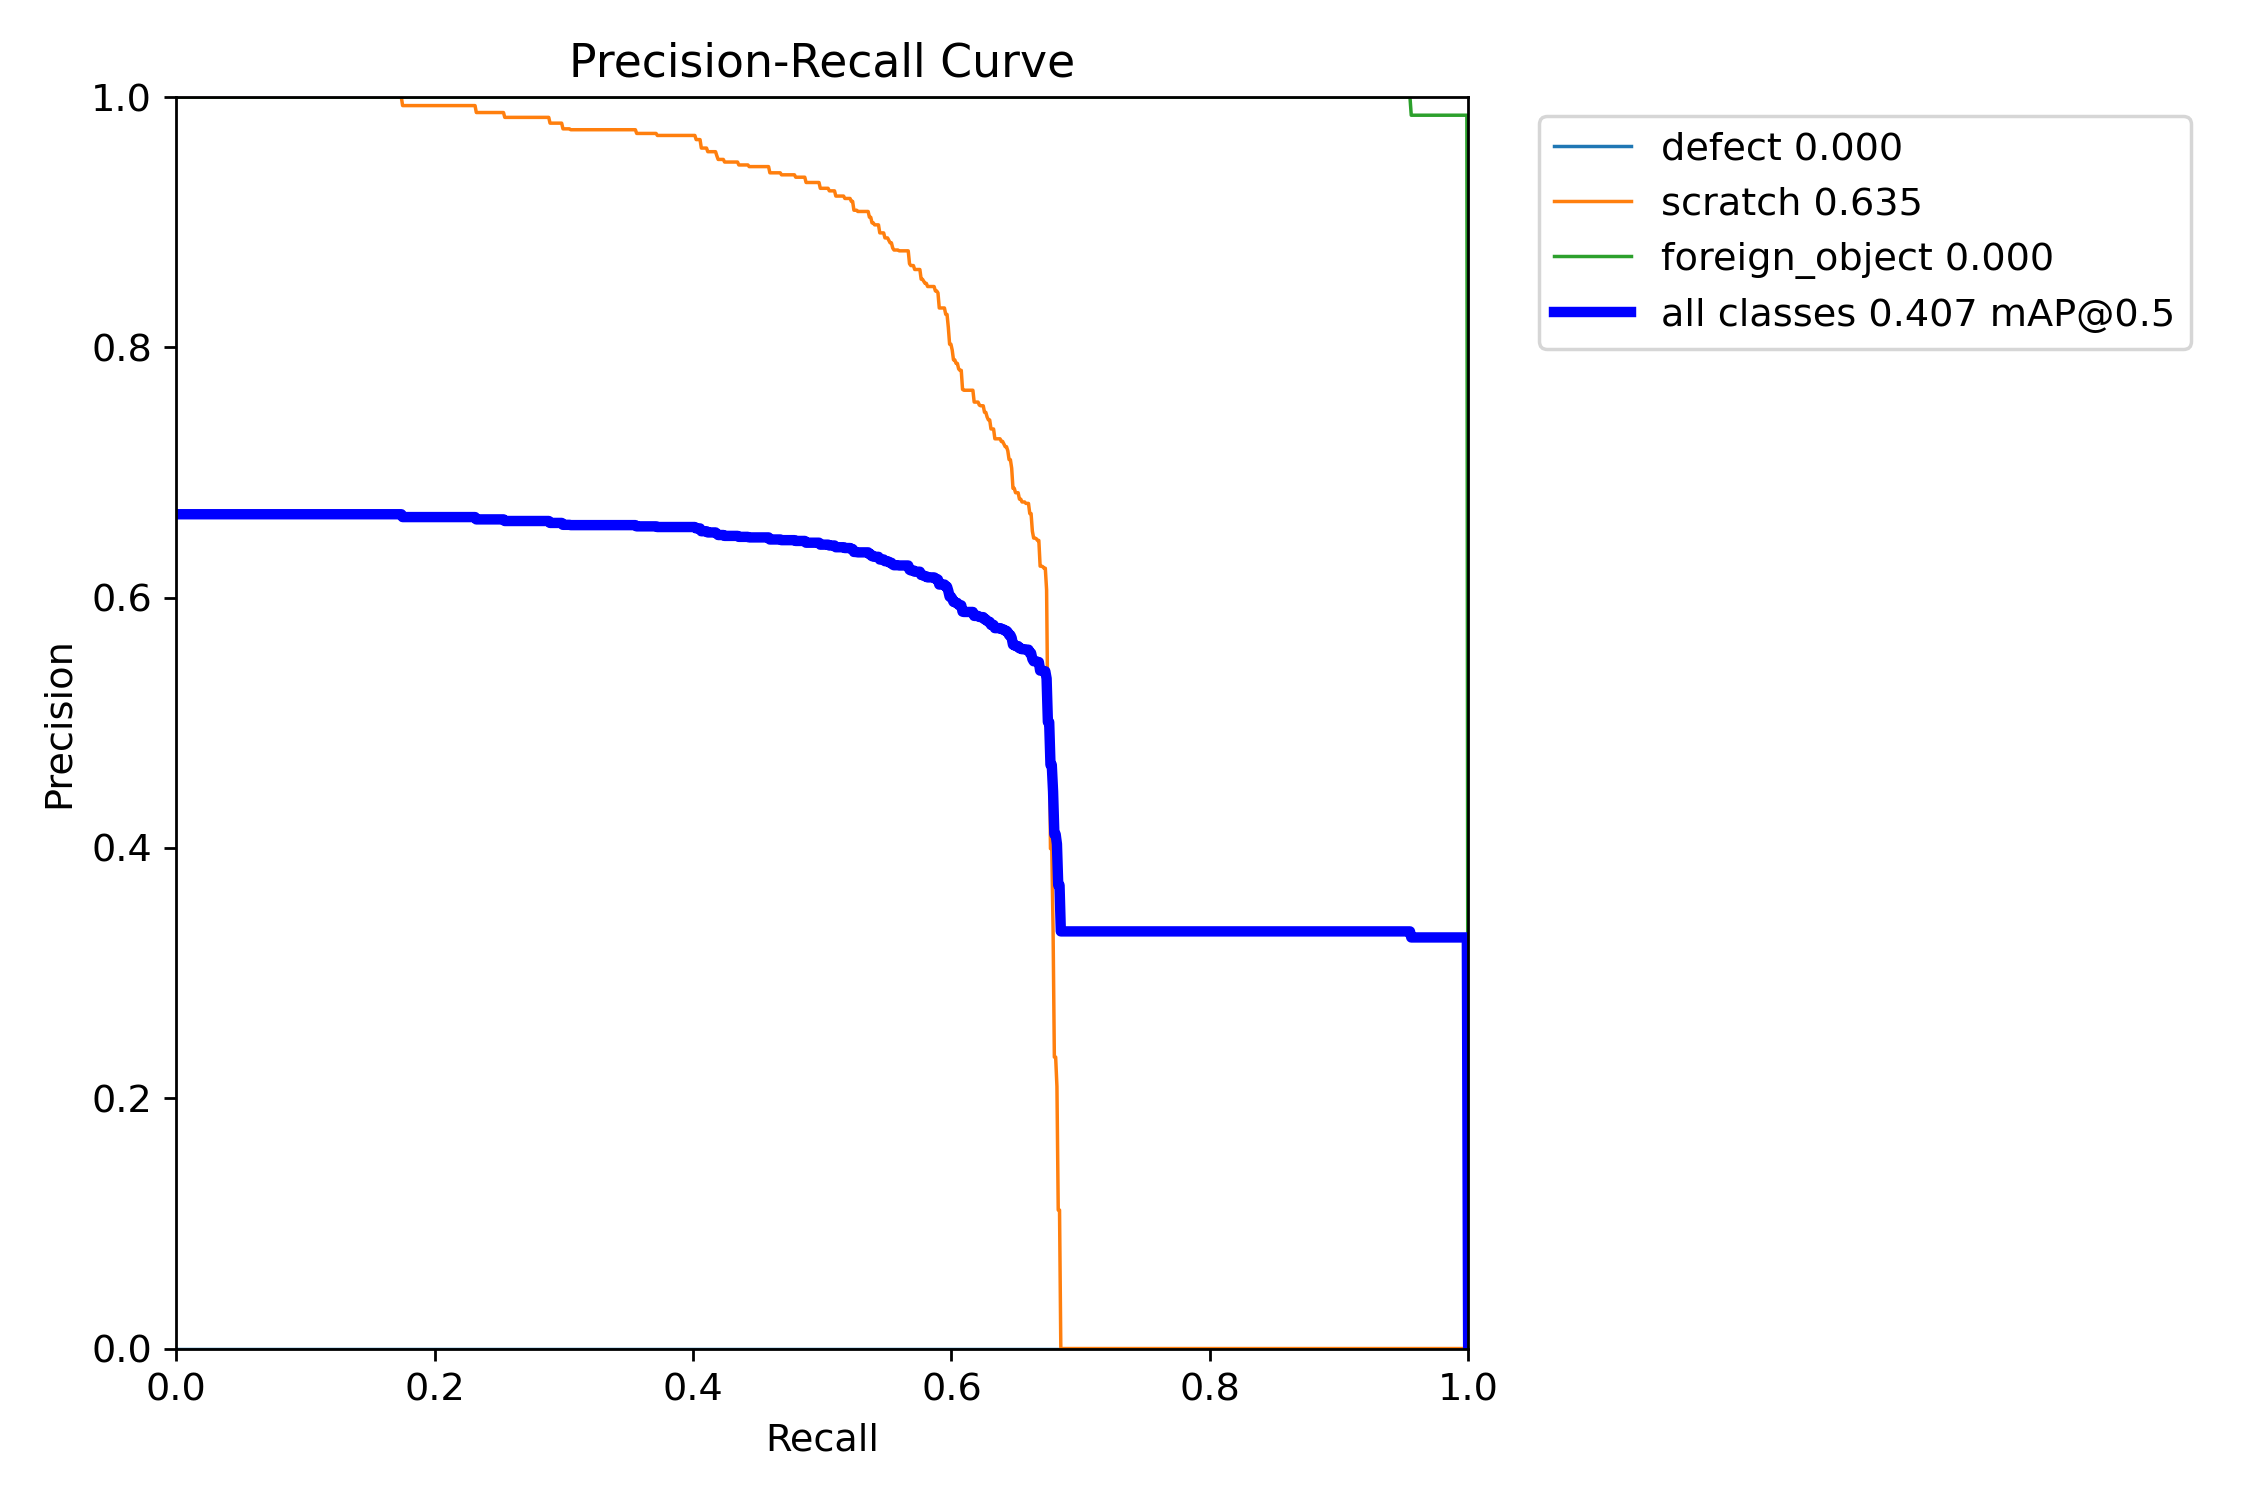 Precision-Recall Curve
1.0
0.8
0.6
0.4
0.2
0.0
Precision
0.0 0.2 0.4 0.6 0.8 1.0
Recall
defect 0.000
scratch 0.635
foreign_object 0.000
all classes 0.407 mAP@0.5